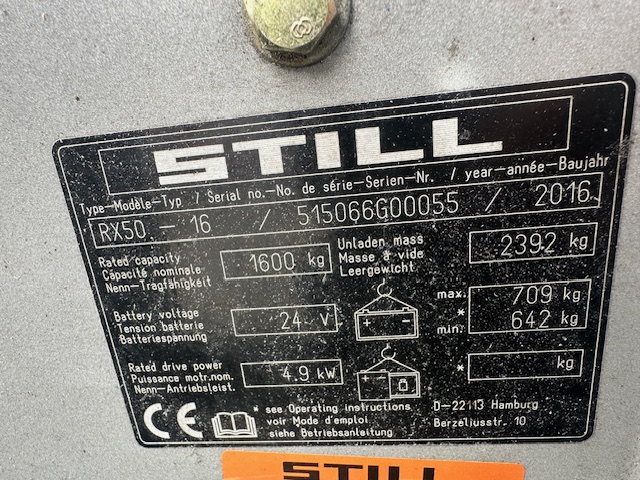 STILL
Type-Modèle-Typ / Serial no.-No. de série-Serien-Nr. / year-année-Baujahr
RX50 - 16 / 515066G00055 / 2016
Rated capacity
Capacité nominale
Nenn-Tragfähigkeit
1600 kg
Unladen mass
Masse à vide
Leergewicht
2392 kg
Battery voltage
Tension batterie
Batteriespannung
24 V
max. 709 kg
*
min. 642 kg
Rated drive power
Puissance motr.nom.
Nenn-Antriebsleist.
4.9 kW
* kg
CE
* see Operating instructions
voir Mode d'emploi
siehe Betriebsanleitung
D-22113 Hamburg
Berzeliusstr. 10
STILL